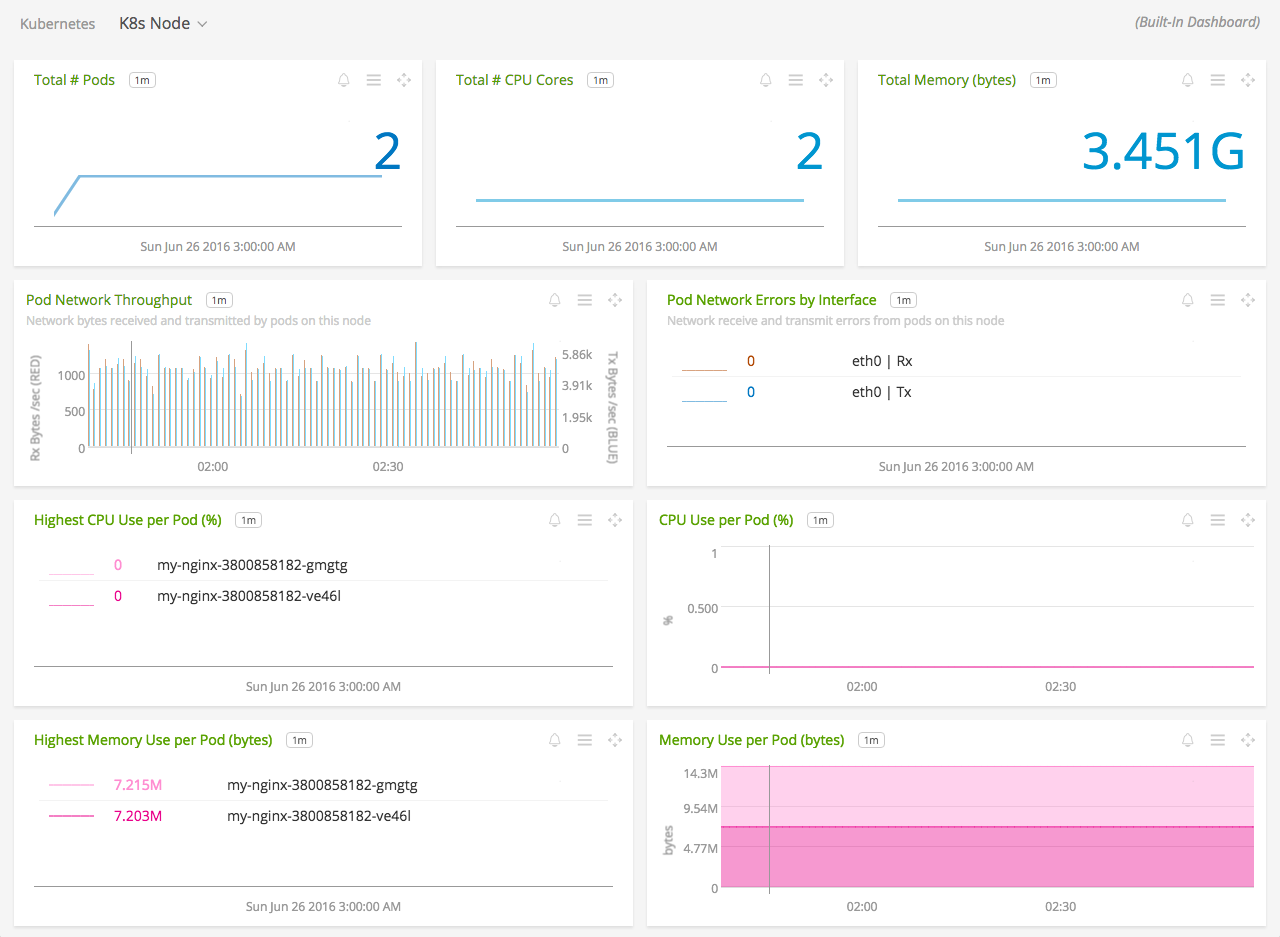 Kubernetes K8s Node (Built-In Dashboard)
Total # Pods 1m
2
Sun Jun 26 2016 3:00:00 AM
Total # CPU Cores 1m
2
Sun Jun 26 2016 3:00:00 AM
Total Memory (bytes) 1m
3.451G
Sun Jun 26 2016 3:00:00 AM
Pod Network Throughput 1m
Network bytes received and transmitted by pods on this node
Rx Bytes /sec (RED)
1000
500
0
5.86k
3.91k
1.95k
0
Tx Bytes /sec (BLUE)
02:00 02:30
Pod Network Errors by Interface 1m
Network receive and transmit errors from pods on this node
0 eth0 | Rx
0 eth0 | Tx
Sun Jun 26 2016 3:00:00 AM
Highest CPU Use per Pod (%) 1m
0 my-nginx-3800858182-gmgtg
0 my-nginx-3800858182-ve46l
Sun Jun 26 2016 3:00:00 AM
CPU Use per Pod (%) 1m
%
1
0.500
0
02:00 02:30
Highest Memory Use per Pod (bytes) 1m
7.215M my-nginx-3800858182-gmgtg
7.203M my-nginx-3800858182-ve46l
Sun Jun 26 2016 3:00:00 AM
Memory Use per Pod (bytes) 1m
bytes
14.3M
9.54M
4.77M
0
02:00 02:30